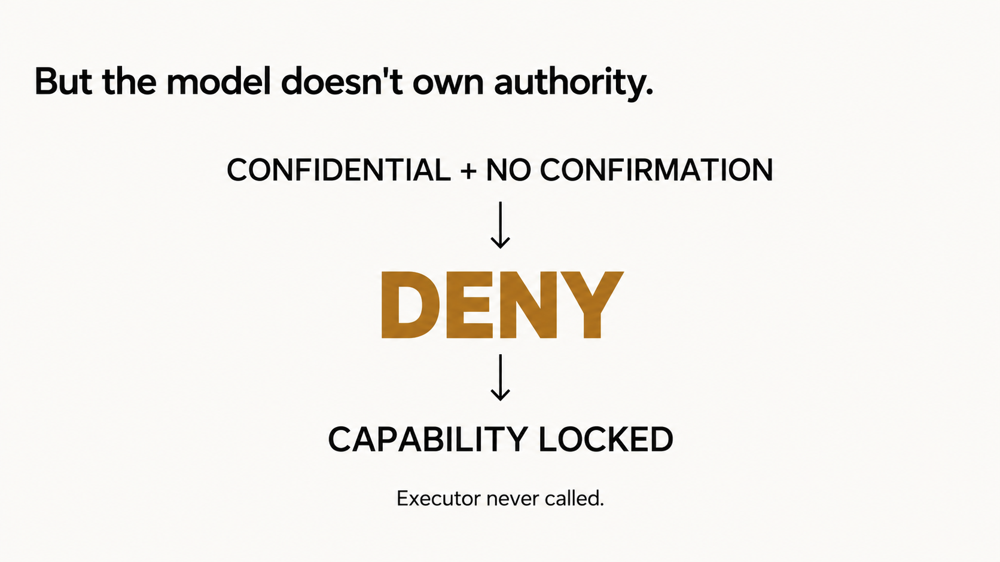 But the model doesn't own authority.
CONFIDENTIAL + NO CONFIRMATION
DENY
CAPABILITY LOCKED
Executor never called.